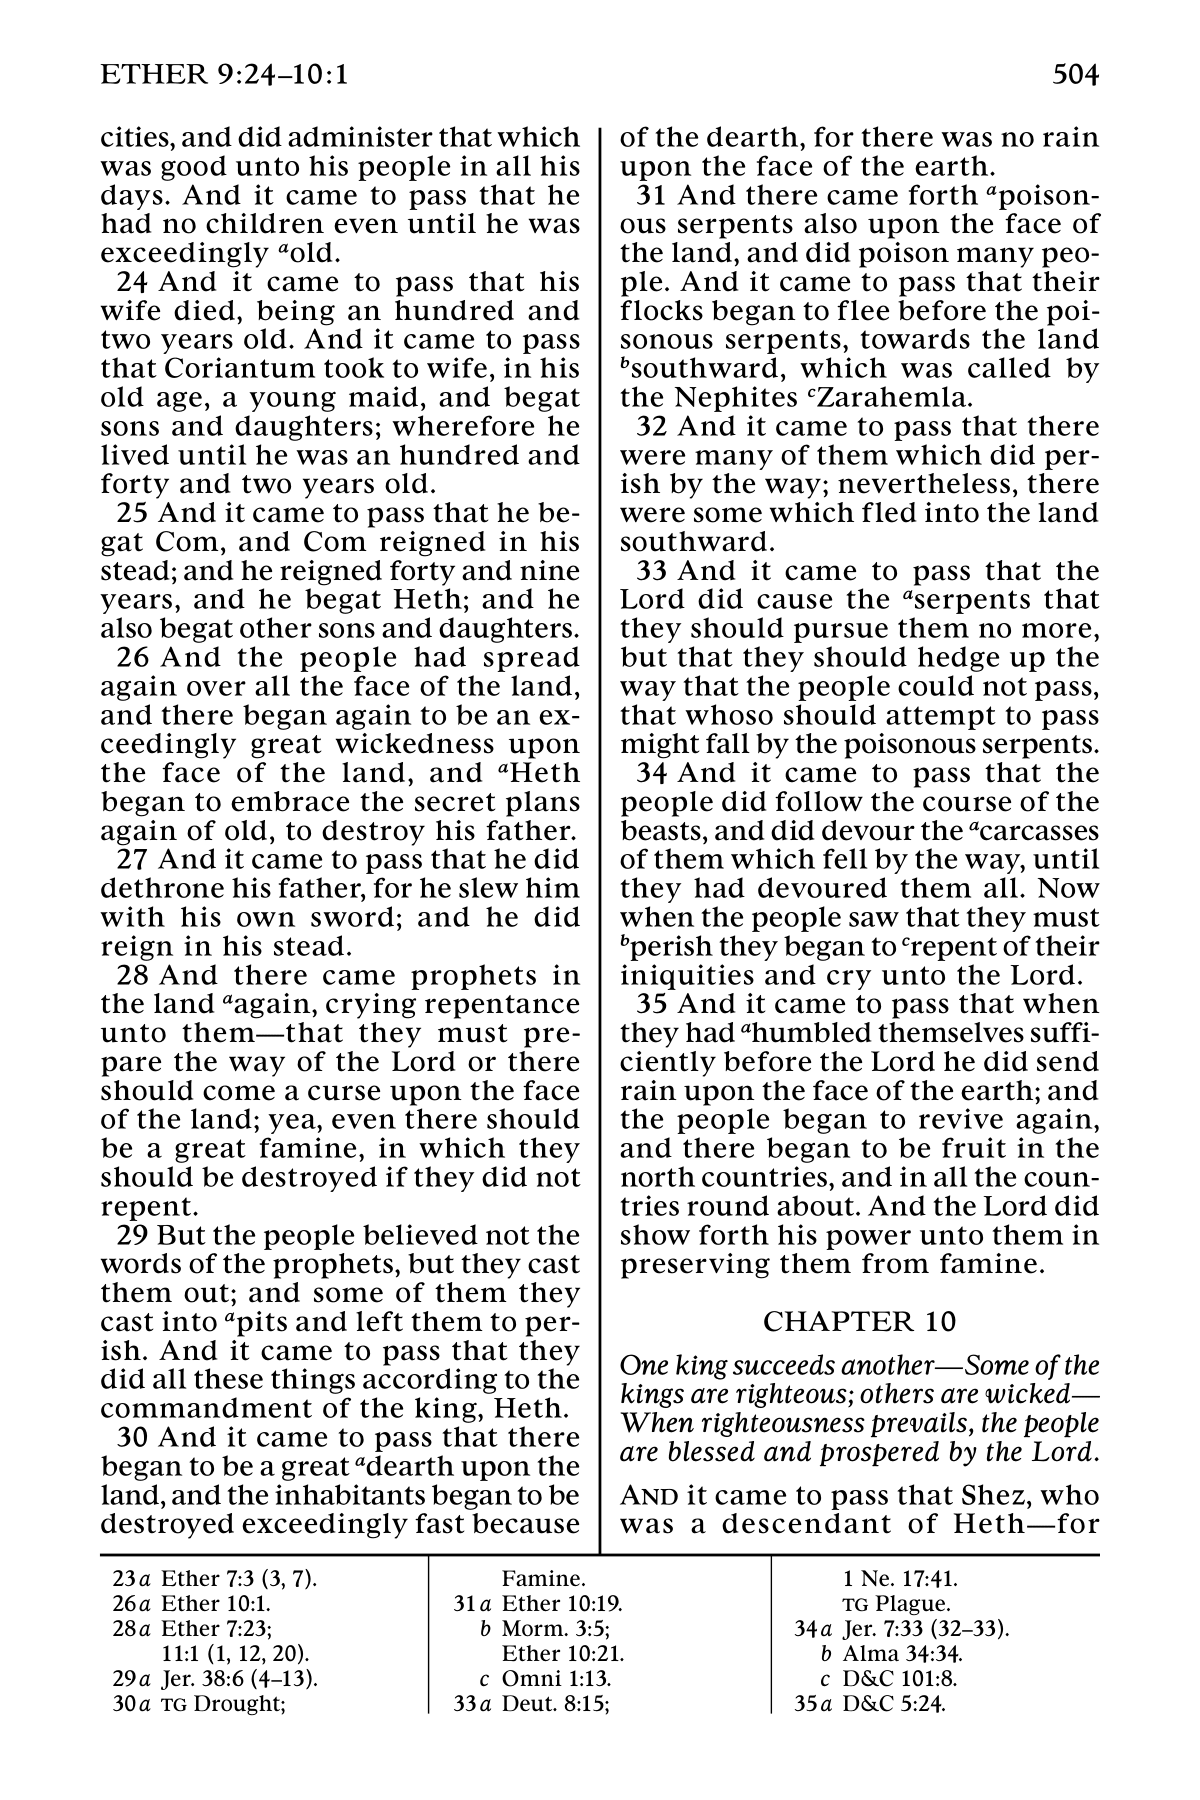 ETHER 9:24–10:1
504
cities, and did administer that which
was good unto his people in all his
days. And it came to pass that he
had no children even until he was
exceedingly aold.
24 And it came to pass that his
wife died, being an hundred and
two years old. And it came to pass
that Coriantum took to wife, in his
old age, a young maid, and begat
sons and daughters; wherefore he
lived until he was an hundred and
forty and two years old.
25 And it came to pass that he be-
gat Com, and Com reigned in his
stead; and he reigned forty and nine
years, and he begat Heth; and he
also begat other sons and daughters.
26 And the people had spread
again over all the face of the land,
and there began again to be an ex-
ceedingly great wickedness upon
the face of the land, and aHeth
began to embrace the secret plans
again of old, to destroy his father.
27 And it came to pass that he did
dethrone his father, for he slew him
with his own sword; and he did
reign in his stead.
28 And there came prophets in
the land aagain, crying repentance
unto them—that they must pre-
pare the way of the Lord or there
should come a curse upon the face
of the land; yea, even there should
be a great famine, in which they
should be destroyed if they did not
repent.
29 But the people believed not the
words of the prophets, but they cast
them out; and some of them they
cast into apits and left them to per-
ish. And it came to pass that they
did all these things according to the
commandment of the king, Heth.
30 And it came to pass that there
began to be a great adearth upon the
land, and the inhabitants began to be
destroyed exceedingly fast because
of the dearth, for there was no rain
upon the face of the earth.
31 And there came forth apoison-
ous serpents also upon the face of
the land, and did poison many peo-
ple. And it came to pass that their
flocks began to flee before the poi-
sonous serpents, towards the land
bsouthward, which was called by
the Nephites cZarahemla.
32 And it came to pass that there
were many of them which did per-
ish by the way; nevertheless, there
were some which fled into the land
southward.
33 And it came to pass that the
Lord did cause the aserpents that
they should pursue them no more,
but that they should hedge up the
way that the people could not pass,
that whoso should attempt to pass
might fall by the poisonous serpents.
34 And it came to pass that the
people did follow the course of the
beasts, and did devour the acarcasses
of them which fell by the way, until
they had devoured them all. Now
when the people saw that they must
bperish they began to crepent of their
iniquities and cry unto the Lord.
35 And it came to pass that when
they had ahumbled themselves suffi-
ciently before the Lord he did send
rain upon the face of the earth; and
the people began to revive again,
and there began to be fruit in the
north countries, and in all the coun-
tries round about. And the Lord did
show forth his power unto them in
preserving them from famine.
CHAPTER 10
One king succeeds another—Some of the
kings are righteous; others are wicked—
When righteousness prevails, the people
are blessed and prospered by the Lord.
AND it came to pass that Shez, who
was a descendant of Heth—for
23a Ether 7:3 (3, 7).
26a Ether 10:1.
28a Ether 7:23;
11:1 (1, 12, 20).
29a Jer. 38:6 (4–13).
30a TG Drought;
Famine.
31a Ether 10:19.
b Morm. 3:5;
Ether 10:21.
c Omni 1:13.
33a Deut. 8:15;
1 Ne. 17:41.
TG Plague.
34a Jer. 7:33 (32–33).
b Alma 34:34.
c D&C 101:8.
35a D&C 5:24.